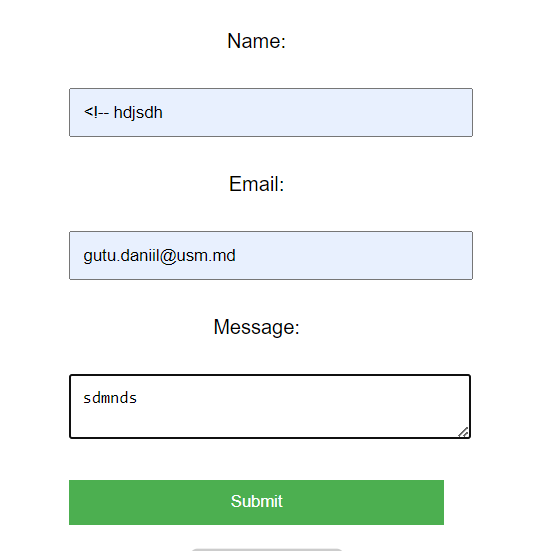 Name:
<!-- hdjsdh
Email:
gutu.daniil@usm.md
Message:
sdmnds
Submit